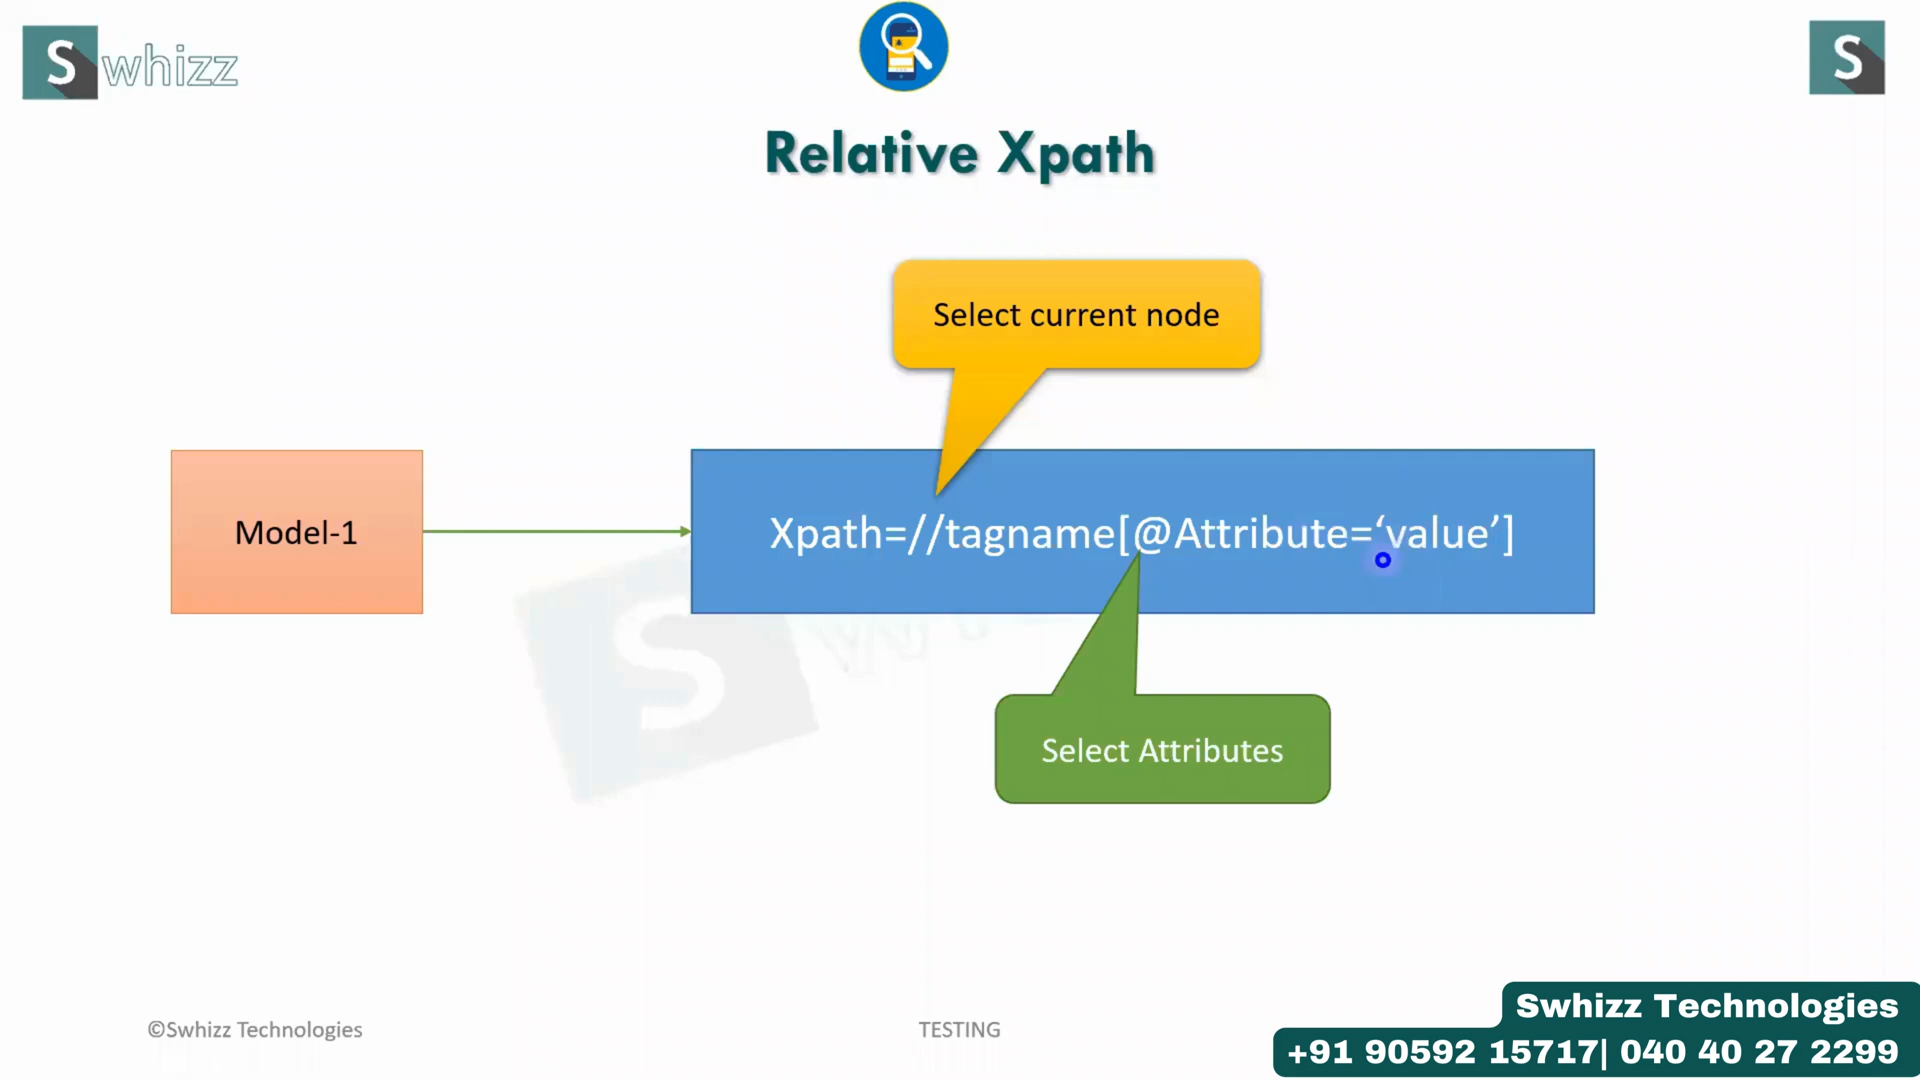 Swhizz
S
Relative Xpath
Select current node
Model-1
Xpath=//tagname[@Attribute=‘value’]
Select Attributes
©Swhizz Technologies
TESTING
Swhizz Technologies
+91 90592 15717| 040 40 27 2299